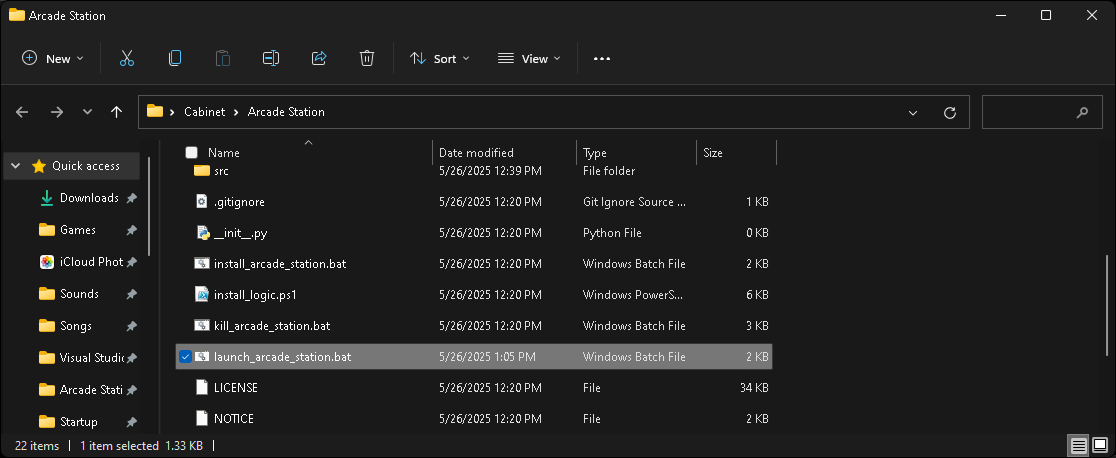 Arcade Station
New
Sort
View
Cabinet
Arcade Station
Quick access
Downloads
Games
iCloud Phot
Sounds
Songs
Visual Studi
Arcade Stati
Startup
Name Date modified Type Size
src 5/26/2025 12:39 PM File folder
.gitignore 5/26/2025 12:20 PM Git Ignore Source ... 1 KB
__init__.py 5/26/2025 12:20 PM Python File 0 KB
install_arcade_station.bat 5/26/2025 12:20 PM Windows Batch File 2 KB
install_logic.ps1 5/26/2025 12:20 PM Windows PowerS... 6 KB
kill_arcade_station.bat 5/26/2025 12:20 PM Windows Batch File 3 KB
launch_arcade_station.bat 5/26/2025 1:05 PM Windows Batch File 2 KB
LICENSE 5/26/2025 12:20 PM File 34 KB
NOTICE 5/26/2025 12:20 PM File 2 KB
22 items 1 item selected 1.33 KB